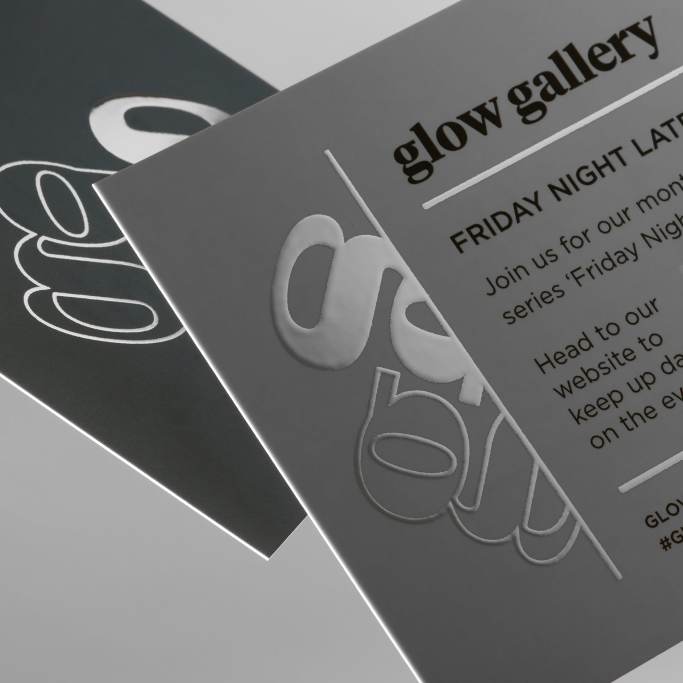 glow gallery
FRIDAY NIGHT LATE
Join us for our mont
series 'Friday Nigh
Head to our
website to
keep up da
on the ev
GLOW
#GL